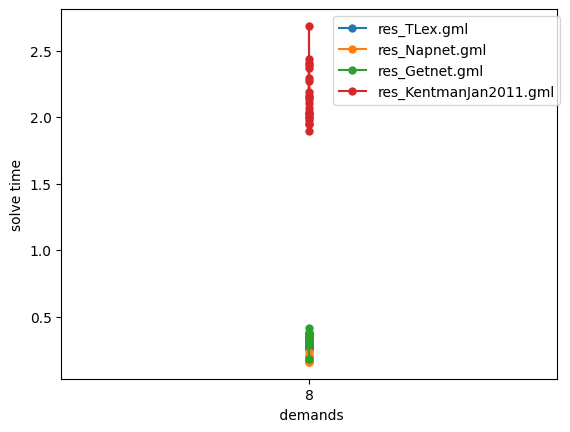 res_TLex.gml
res_Napnet.gml
res_Getnet.gml
res_KentmanJan2011.gml
2.5
2.0
1.5
1.0
0.5
solve time
8
demands